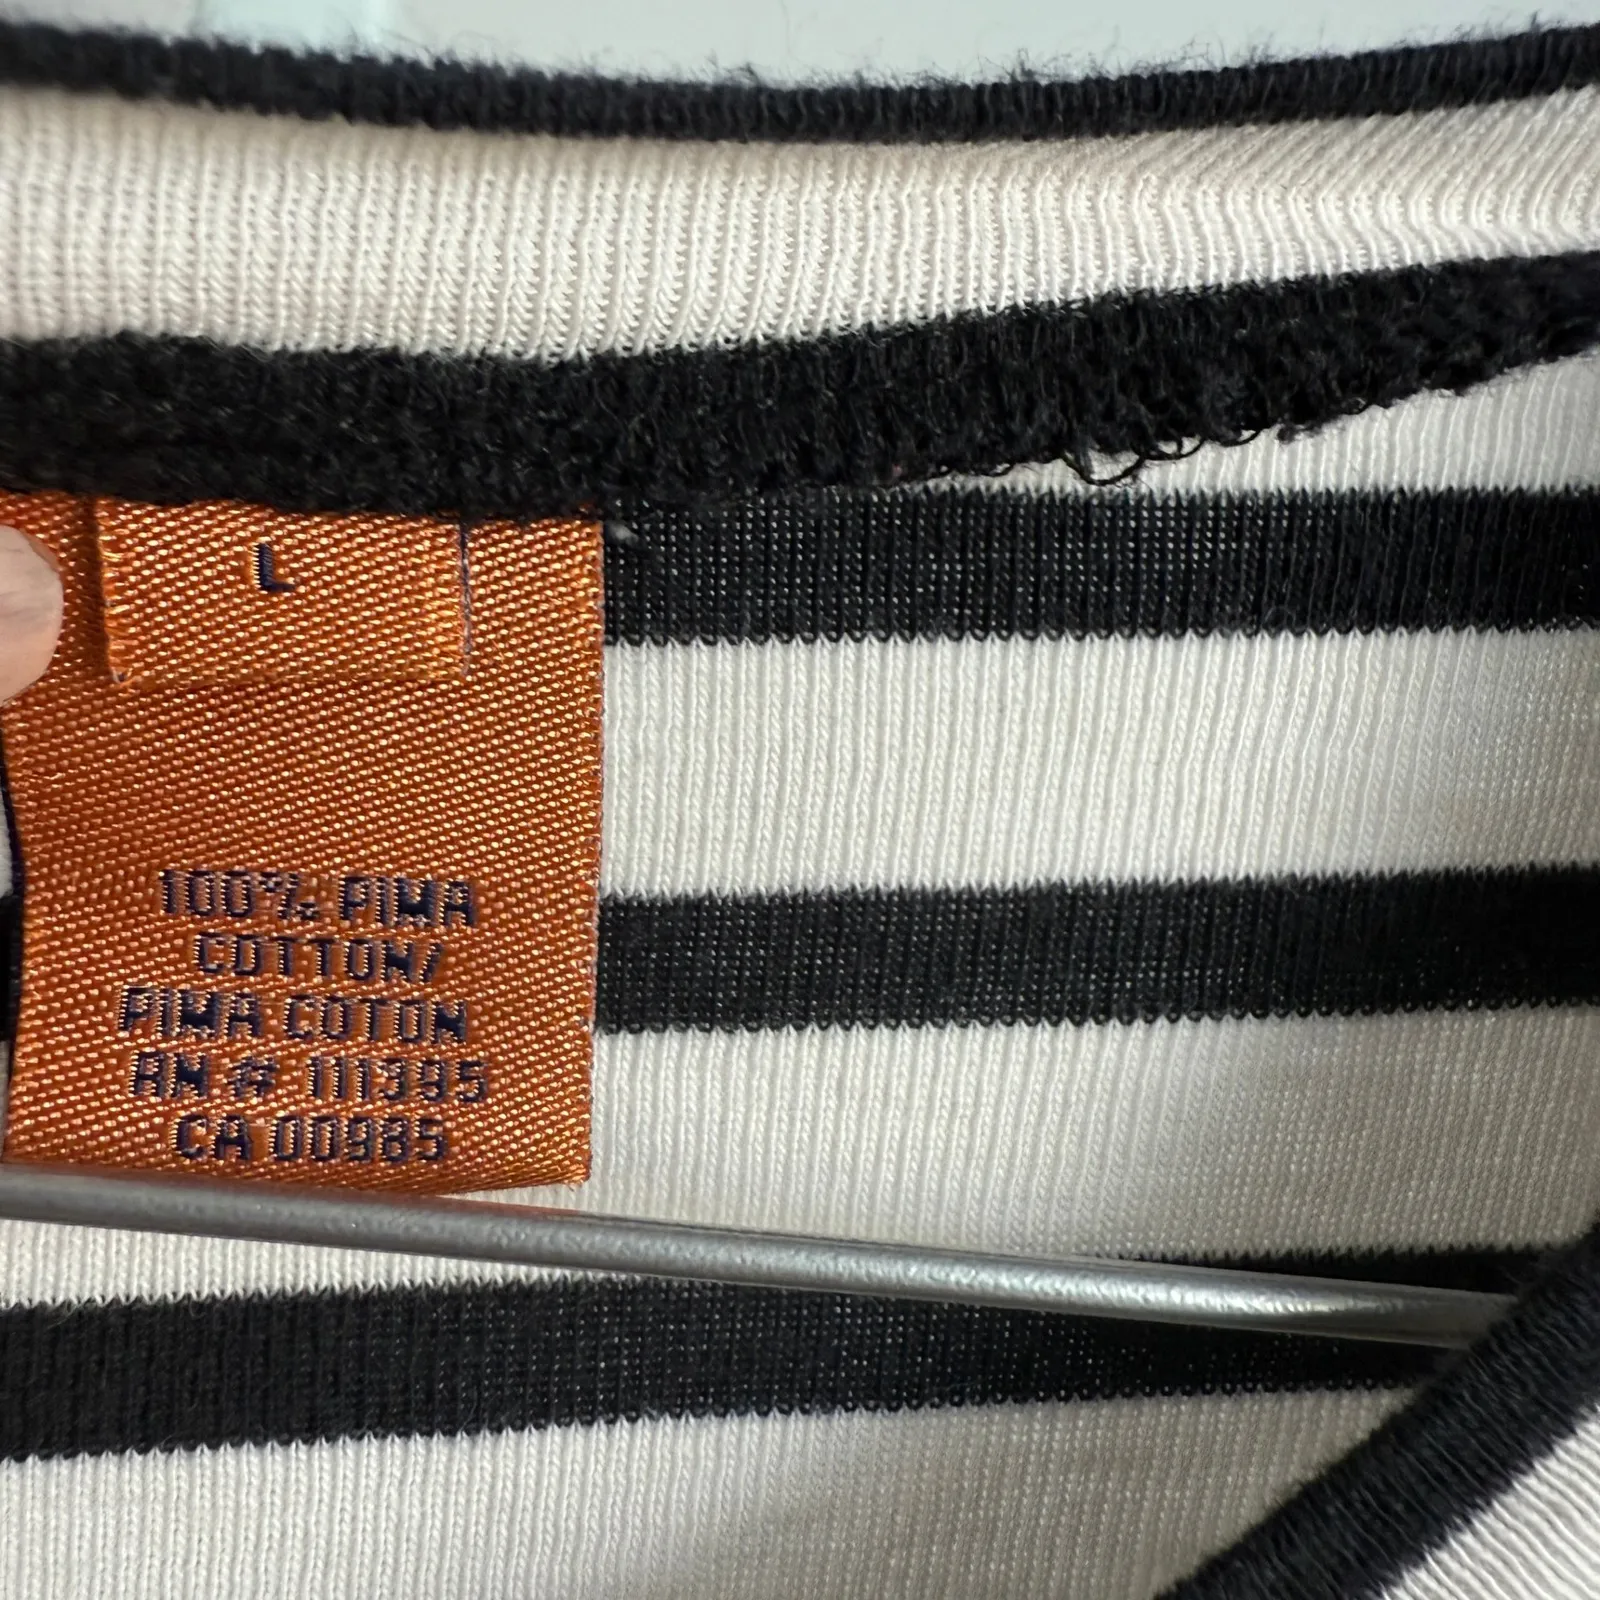 L
100% PIMA
COTTON/
PIMA COTON
RN # 111395
CA 00985